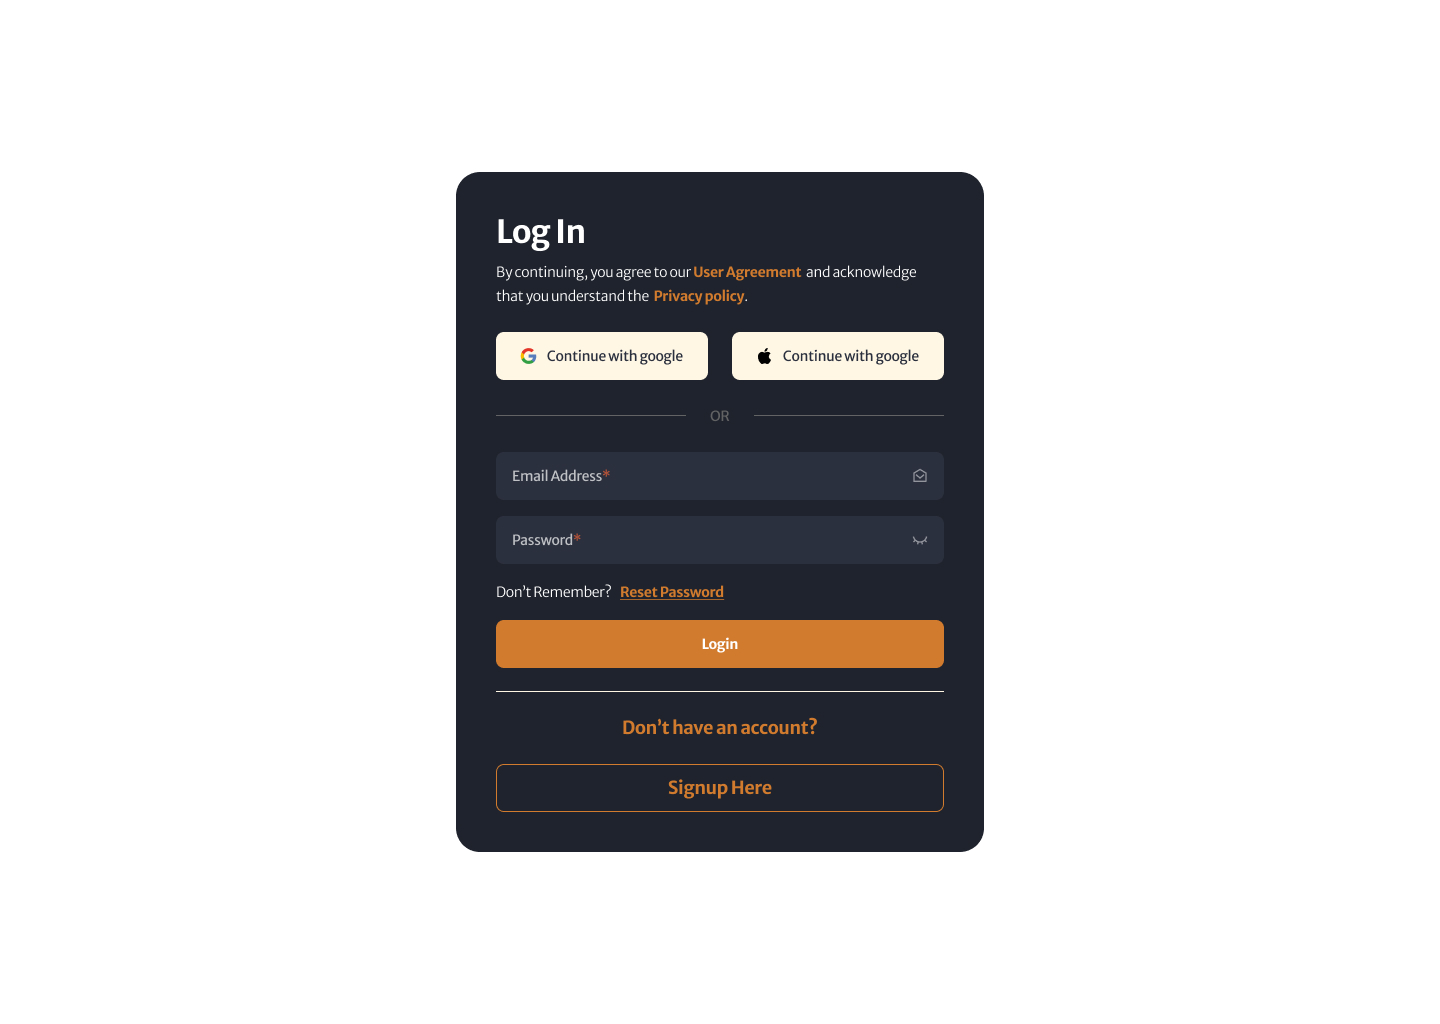 Log In
By continuing, you agree to our User Agreement and acknowledge
that you understand the Privacy policy.
Continue with google
Continue with google
OR
Email Address*
Password*
Don’t Remember? Reset Password
Login
Don’t have an account?
Signup Here